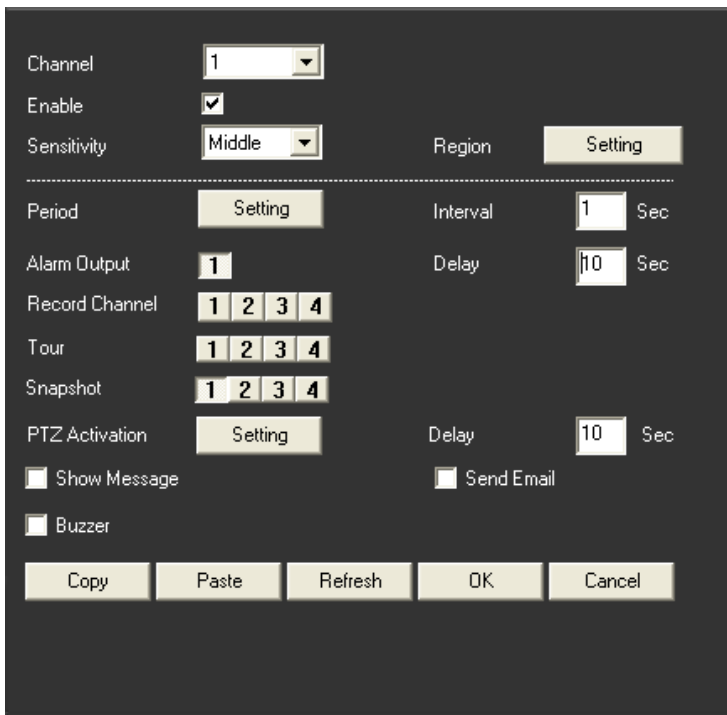 Channel 1
Enable
Sensitivity Middle Region Setting
Period Setting Interval 1 Sec
Alarm Output 1 Delay 10 Sec
Record Channel 1 2 3 4
Tour 1 2 3 4
Snapshot 1 2 3 4
PTZ Activation Setting Delay 10 Sec
Show Message Send Email
Buzzer
Copy Paste Refresh OK Cancel